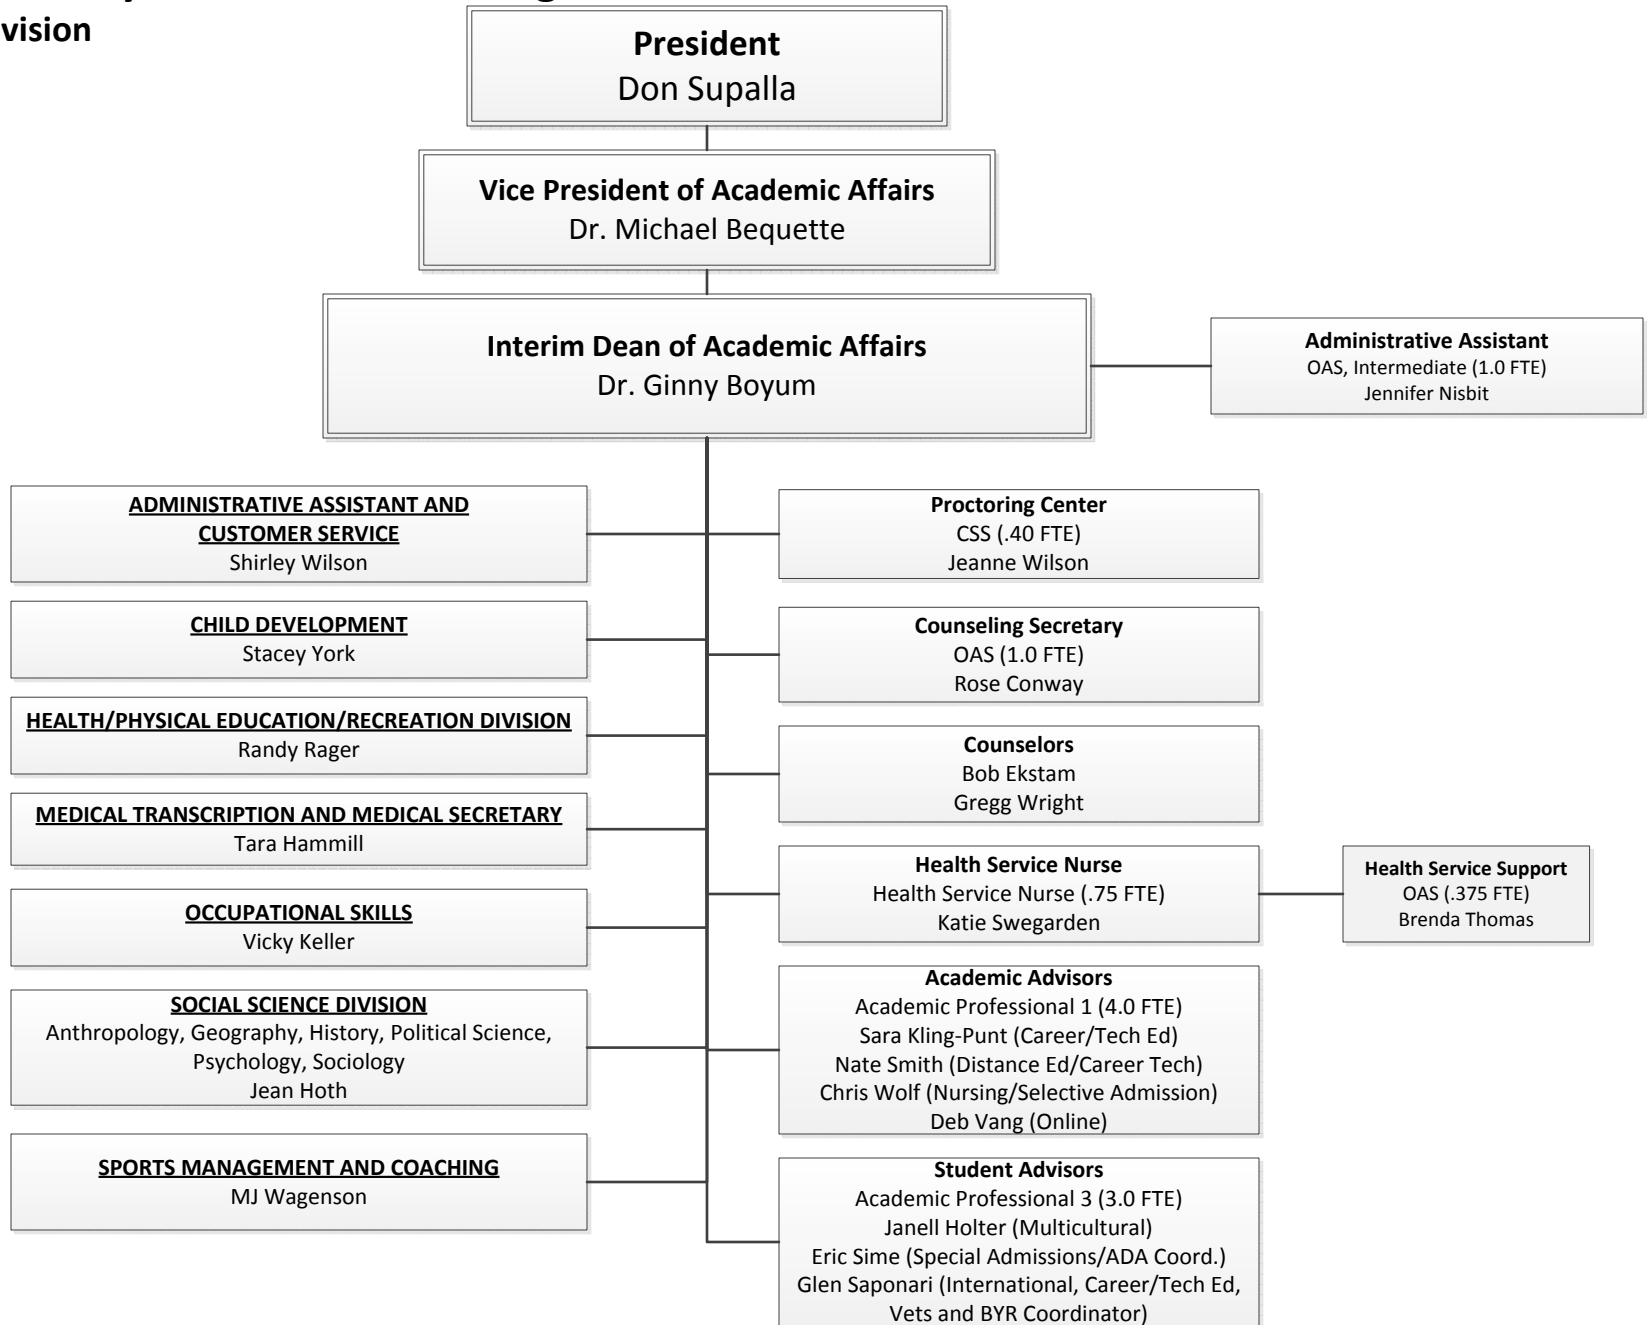 vision
President
Don Supalla
Vice President of Academic Affairs
Dr. Michael Bequette
Interim Dean of Academic Affairs
Dr. Ginny Boyum
Administrative Assistant
OAS, Intermediate (1.0 FTE)
Jennifer Nisbit
ADMINISTRATIVE ASSISTANT AND
CUSTOMER SERVICE
Shirley Wilson
CHILD DEVELOPMENT
Stacey York
HEALTH/PHYSICAL EDUCATION/RECREATION DIVISION
Randy Rager
MEDICAL TRANSCRIPTION AND MEDICAL SECRETARY
Tara Hammill
OCCUPATIONAL SKILLS
Vicky Keller
SOCIAL SCIENCE DIVISION
Anthropology, Geography, History, Political Science,
Psychology, Sociology
Jean Hoth
SPORTS MANAGEMENT AND COACHING
MJ Wagenson
Proctoring Center
CSS (.40 FTE)
Jeanne Wilson
Counseling Secretary
OAS (1.0 FTE)
Rose Conway
Counselors
Bob Ekstam
Gregg Wright
Health Service Nurse
Health Service Nurse (.75 FTE)
Katie Swegarden
Health Service Support
OAS (.375 FTE)
Brenda Thomas
Academic Advisors
Academic Professional 1 (4.0 FTE)
Sara Kling-Punt (Career/Tech Ed)
Nate Smith (Distance Ed/Career Tech)
Chris Wolf (Nursing/Selective Admission)
Deb Vang (Online)
Student Advisors
Academic Professional 3 (3.0 FTE)
Janell Holter (Multicultural)
Eric Sime (Special Admissions/ADA Coord.)
Glen Saponari (International, Career/Tech Ed,
Vets and BYR Coordinator)